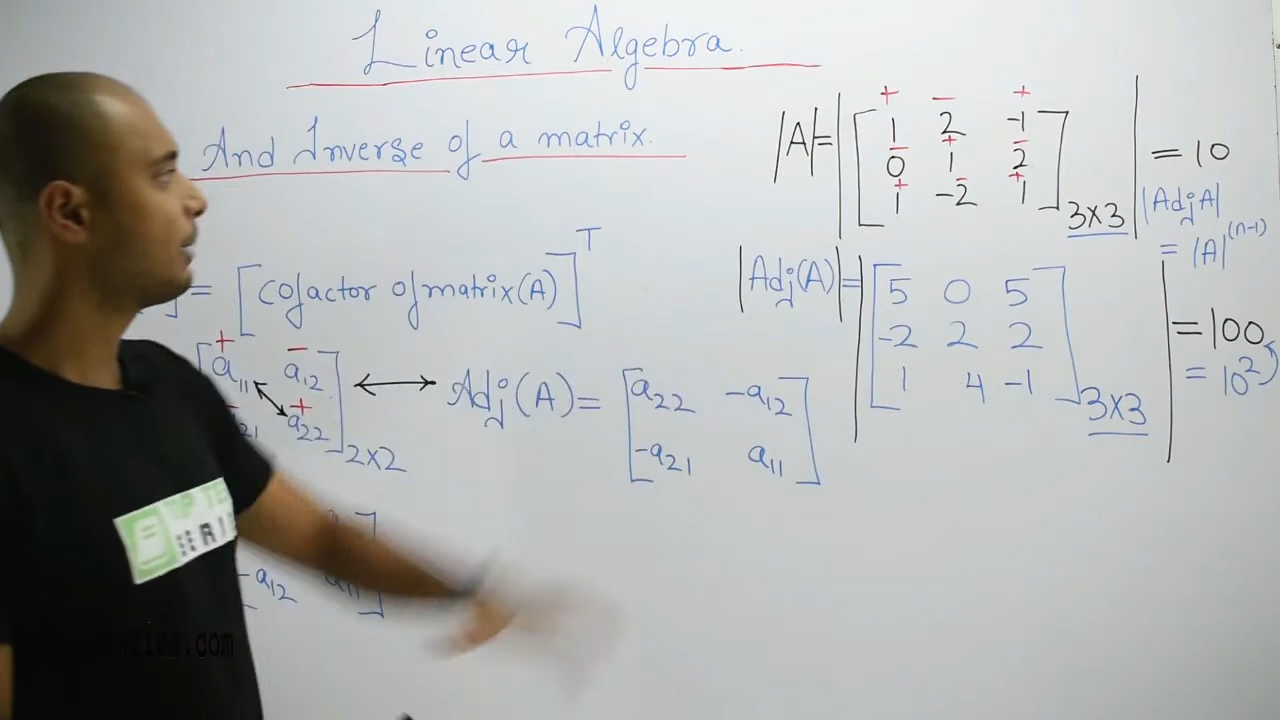 Linear Algebra.
And Inverse of a matrix.
] = [Cofactor of matrix(A)]ᵀ
[a₁₁ a₁₂
a₂₂]₂ₓ₂
+ −
+
Adj(A) = [a₂₂ -a₁₂
-a₂₁ a₁₁]
-a₁₂ a₁₁]
|A| = |[1 2 -1
0 1 2
1 -2 1]₃ₓ₃| = 10
+ − +
− + −
+ − +
|Adj A|
= |A|⁽ⁿ⁻¹⁾
|Adj(A)| = |[5 0 5
-2 2 2
1 4 -1]₃ₓ₃| = 100
= 10²